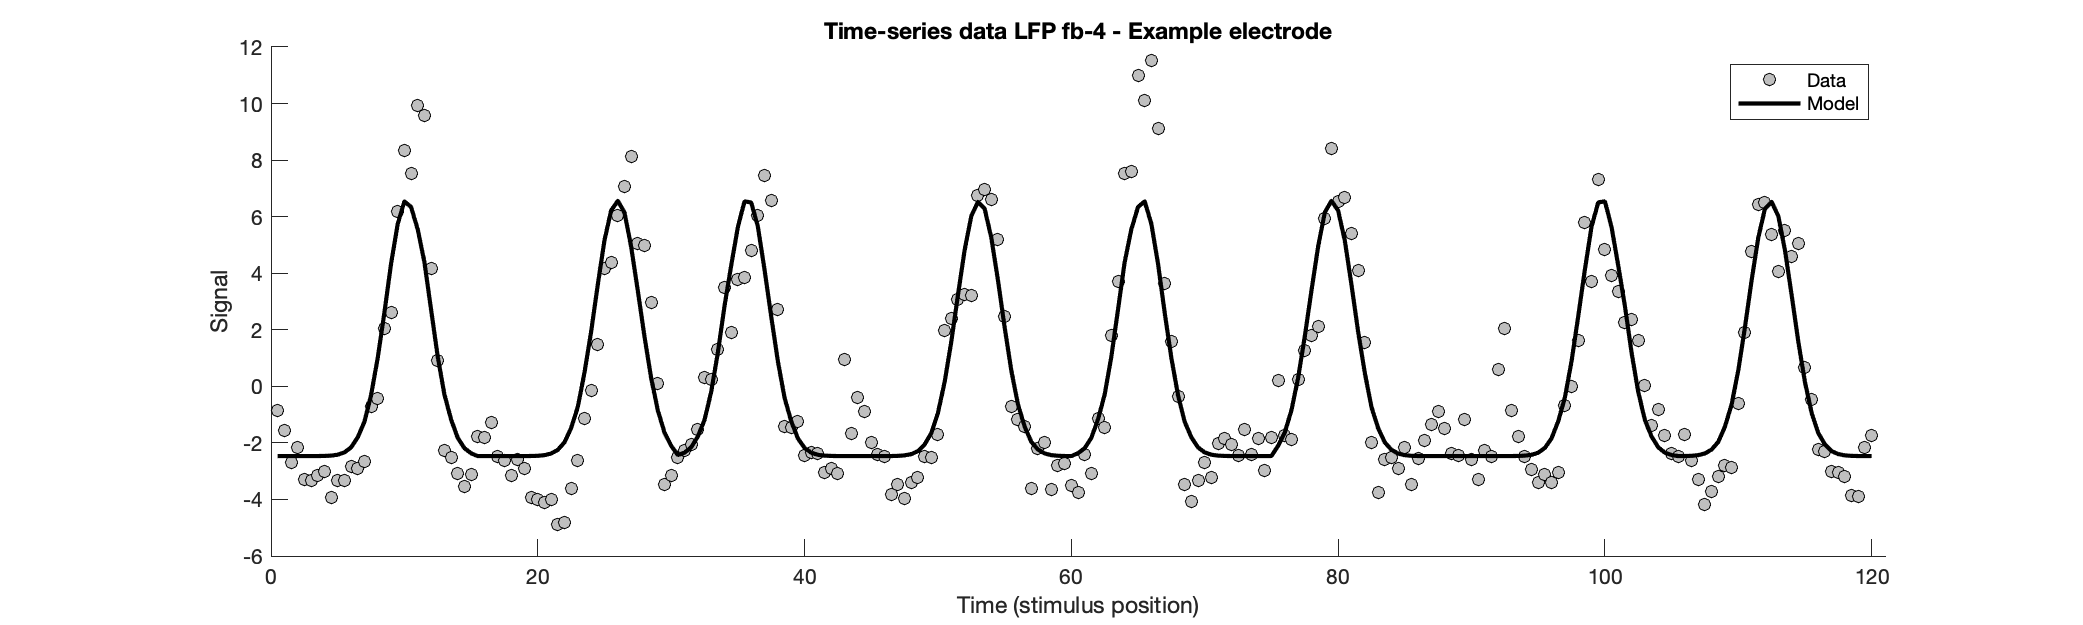 Time-series data LFP fb-4 - Example electrode
12
10
8
6
4
2
0
-2
-4
-6
Signal
Data
Model
0 20 40 60 80 100 120
Time (stimulus position)